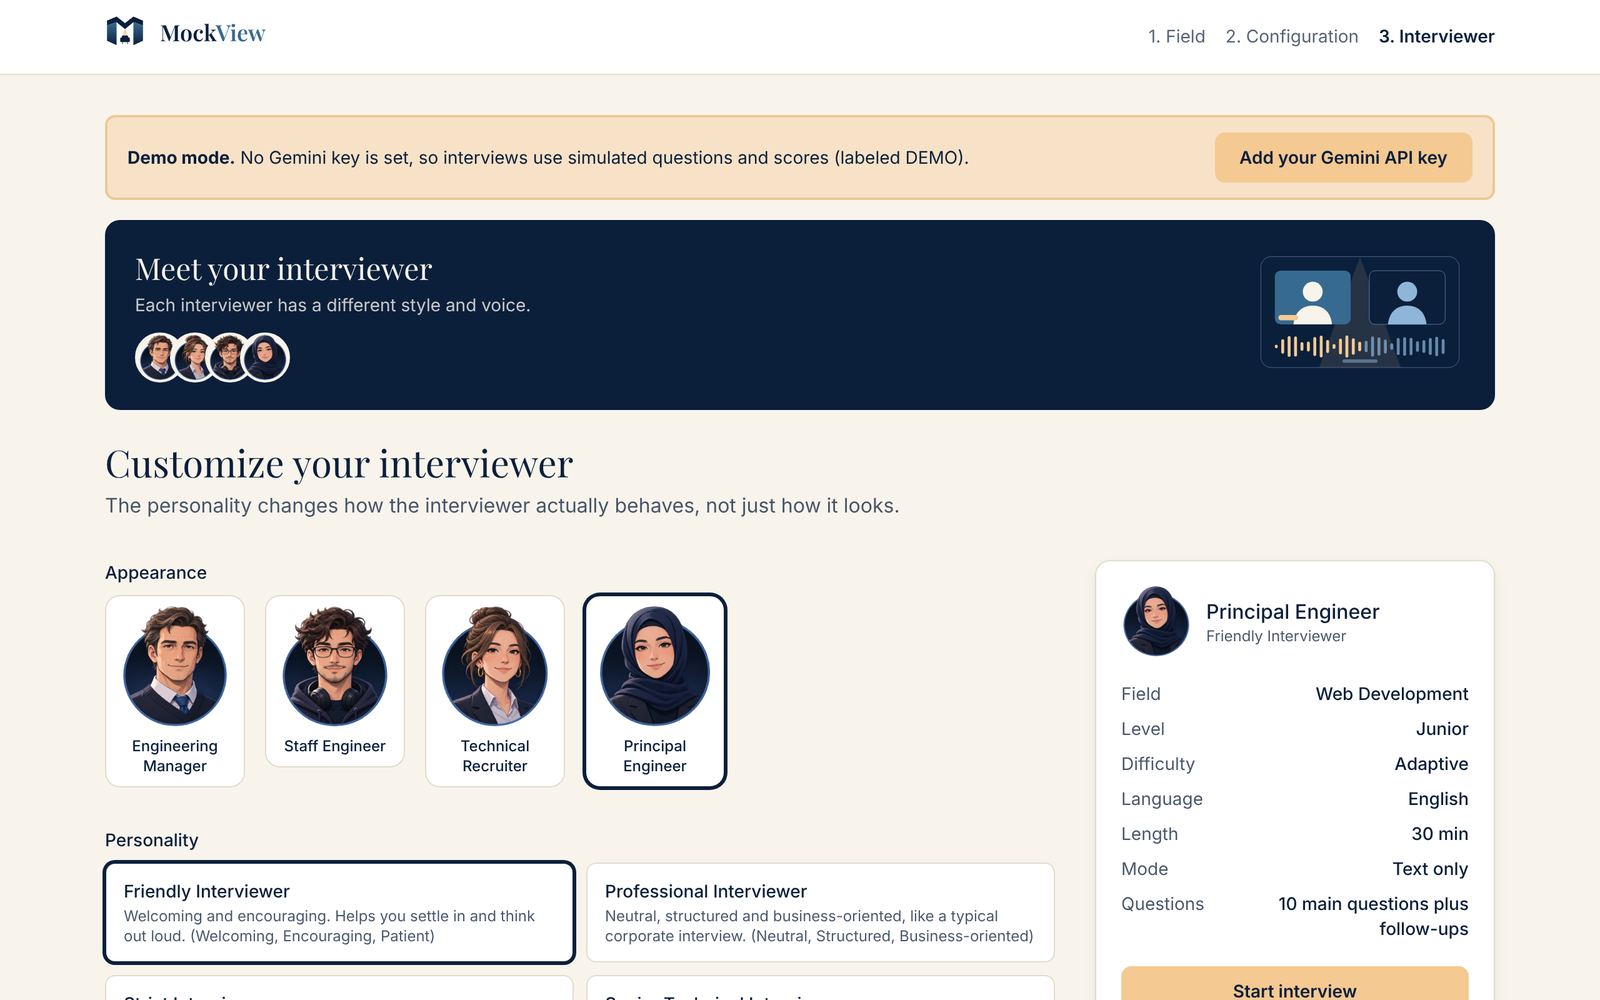 MockView
1. Field
2. Configuration
3. Interviewer
Demo mode. No Gemini key is set, so interviews use simulated questions and scores (labeled DEMO).
Add your Gemini API key
Meet your interviewer
Each interviewer has a different style and voice.
Customize your interviewer
The personality changes how the interviewer actually behaves, not just how it looks.
Appearance
Engineering
Manager
Staff Engineer
Technical
Recruiter
Principal
Engineer
Personality
Friendly Interviewer
Welcoming and encouraging. Helps you settle in and think
out loud. (Welcoming, Encouraging, Patient)
Professional Interviewer
Neutral, structured and business-oriented, like a typical
corporate interview. (Neutral, Structured, Business-oriented)
Principal Engineer
Friendly Interviewer
Field Web Development
Level Junior
Difficulty Adaptive
Language English
Length 30 min
Mode Text only
Questions 10 main questions plus
follow-ups
Start interview